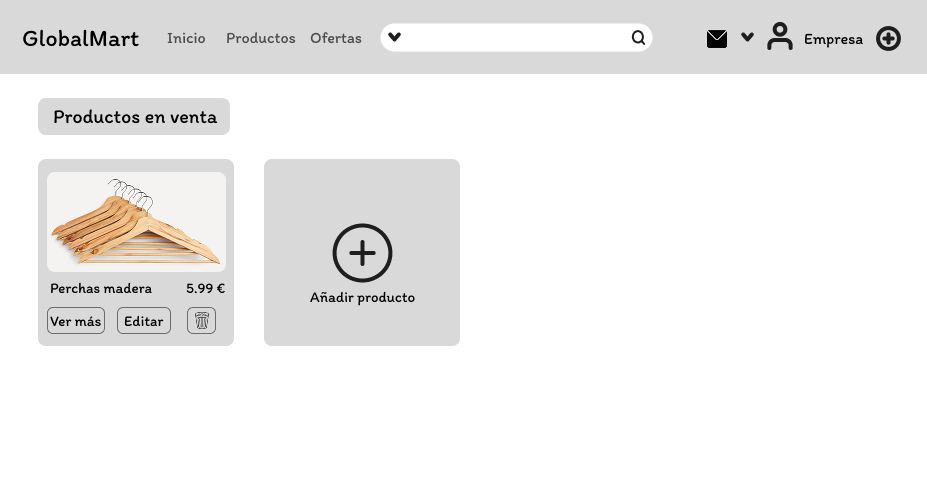 GlobalMart Inicio Productos Ofertas Empresa
Productos en venta
Perchas madera 5.99 €
Ver más Editar
Añadir producto